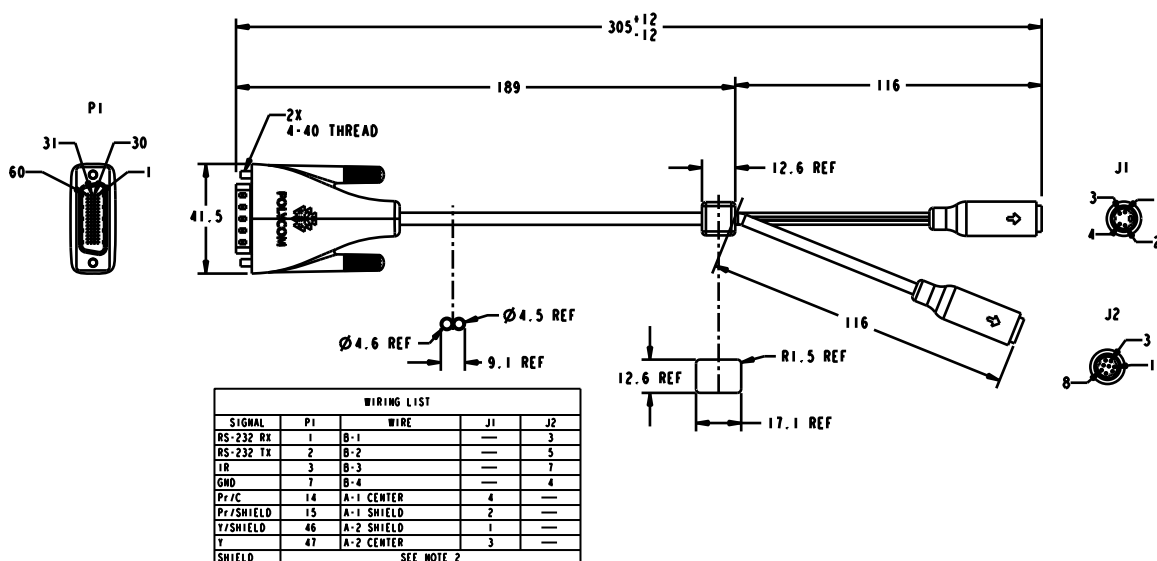 305 +12 -12
189
116
P1
2X
4-40 THREAD
31
30
60
1
41.5
POLYCOM
12.6 REF
J1
3
4
2
116
Ø4.5 REF
Ø4.6 REF
9.1 REF
R1.5 REF
12.6 REF
17.1 REF
J2
3
1
8
WIRING LIST
SIGNAL P1 WIRE J1 J2
RS-232 RX 1 B-1 — 3
RS-232 TX 2 B-2 — 5
IR 3 B-3 — 7
GND 7 B-4 — 4
Pr/C 14 A-1 CENTER 4 —
Pr/SHIELD 15 A-1 SHIELD 2 —
Y/SHIELD 46 A-2 SHIELD 1 —
Y 47 A-2 CENTER 3 —
SHIELD SEE NOTE 2